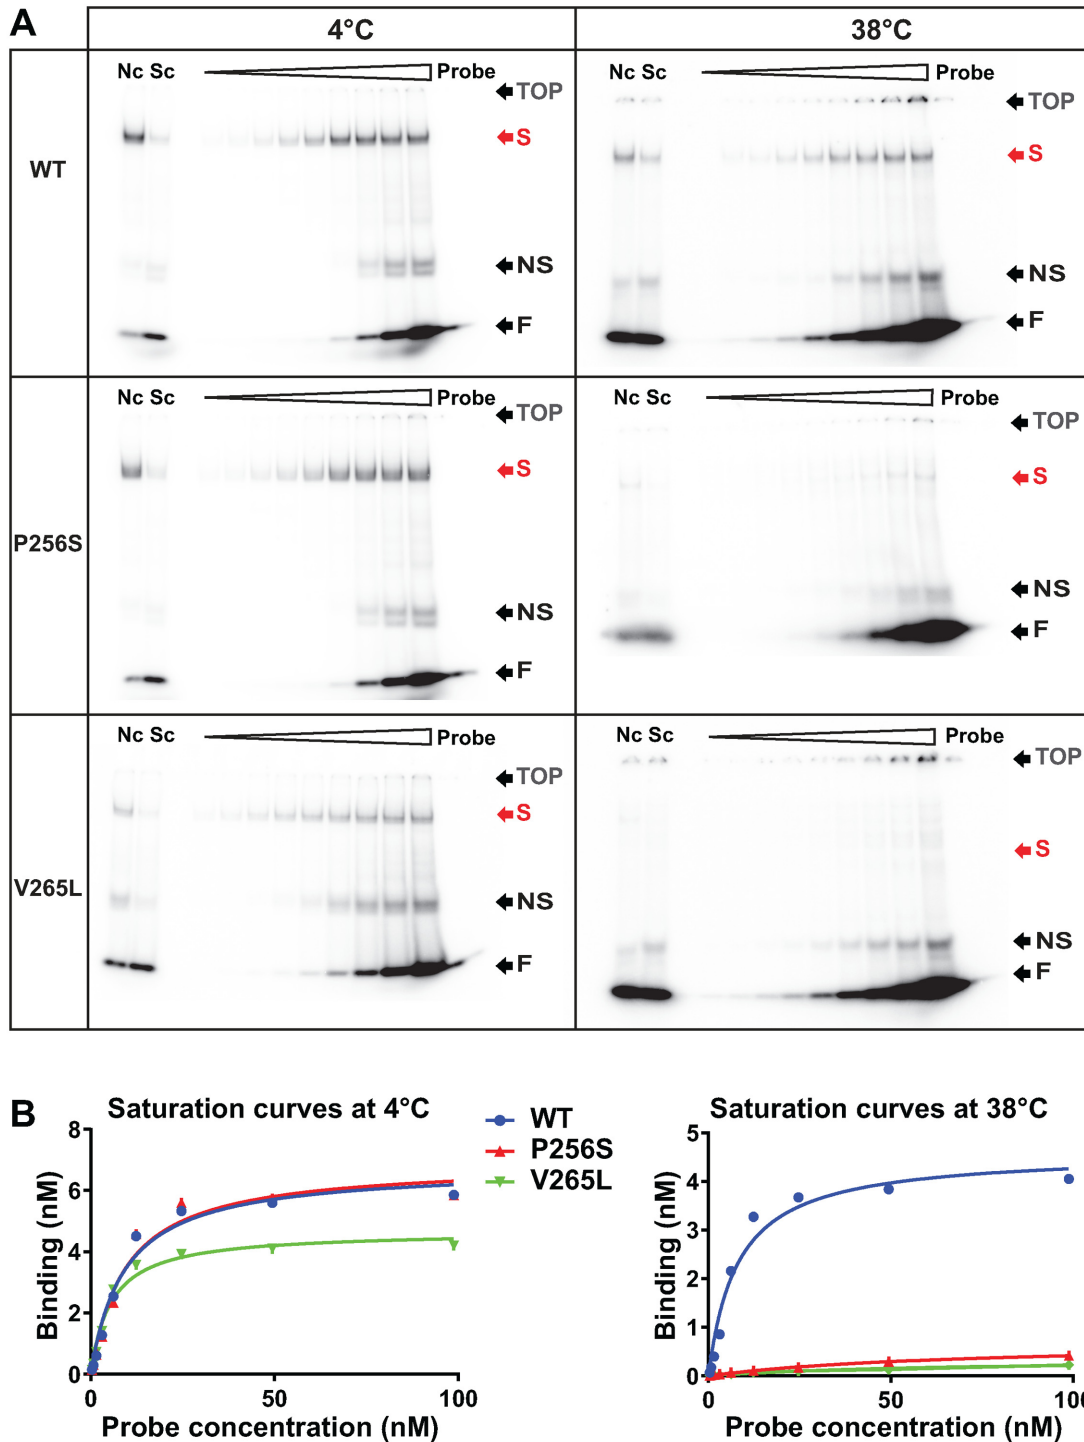 A
4°C
38°C
WT
Nc Sc
Probe
TOP
S
NS
F
Nc Sc
Probe
TOP
S
NS
F
P256S
Nc Sc
Probe
TOP
S
NS
F
Nc Sc
Probe
TOP
S
NS
F
V265L
Nc Sc
Probe
TOP
S
NS
F
Nc Sc
Probe
TOP
S
NS
F
B
Saturation curves at 4°C
8
6
4
2
0
Binding (nM)
0
50
100
Probe concentration (nM)
WT
P256S
V265L
Saturation curves at 38°C
5
4
3
2
1
0
Binding (nM)
0
50
100
Probe concentration (nM)